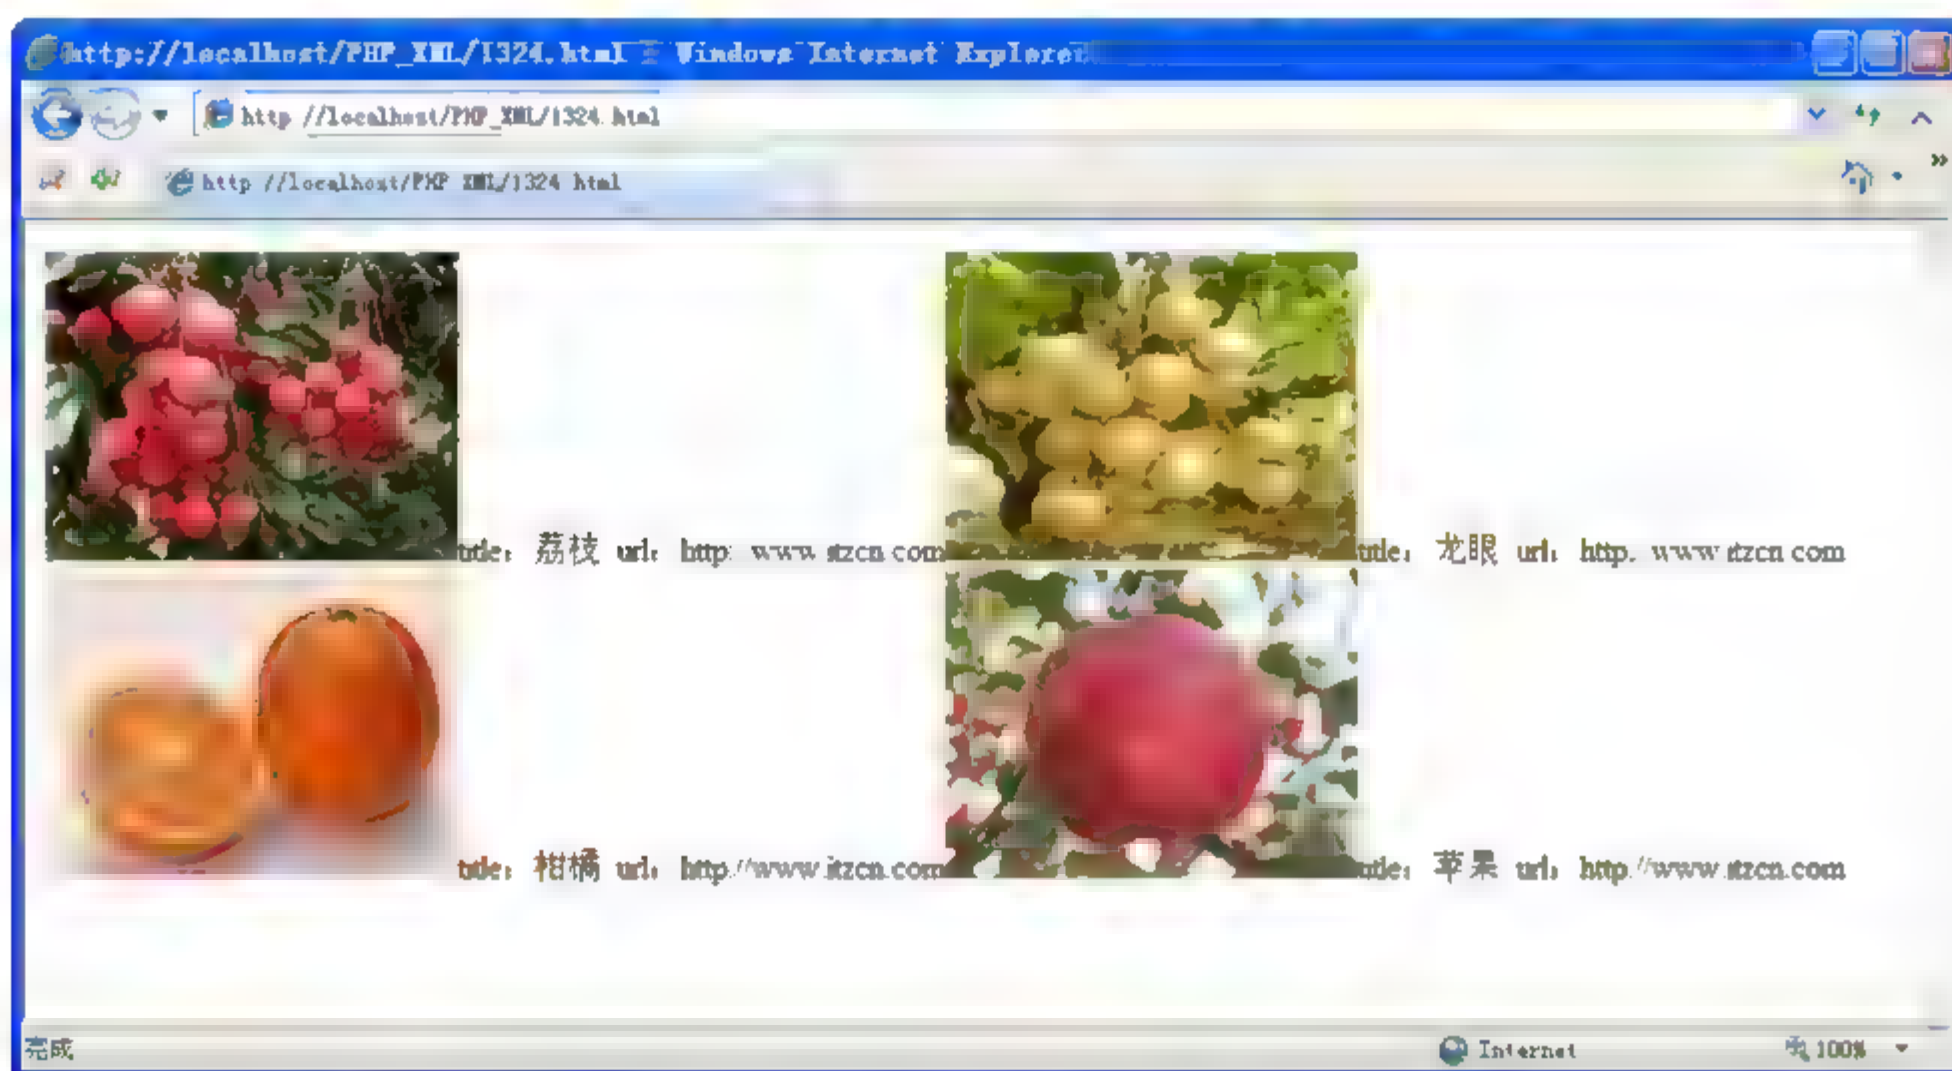 http://localhost/PHP_XML/1324.html - Windows Internet Explorer
http //localhost/PHP_XML/1324 html
http //localhost/PHP XML/1324 html
title: 荔枝 url: http: www itzcn com title: 龙眼 url: http. www itzcn com
title: 柑橘 url: http://www.itzcn.com title: 苹果 url: http://www itzcn.com
完成 Internet 100%